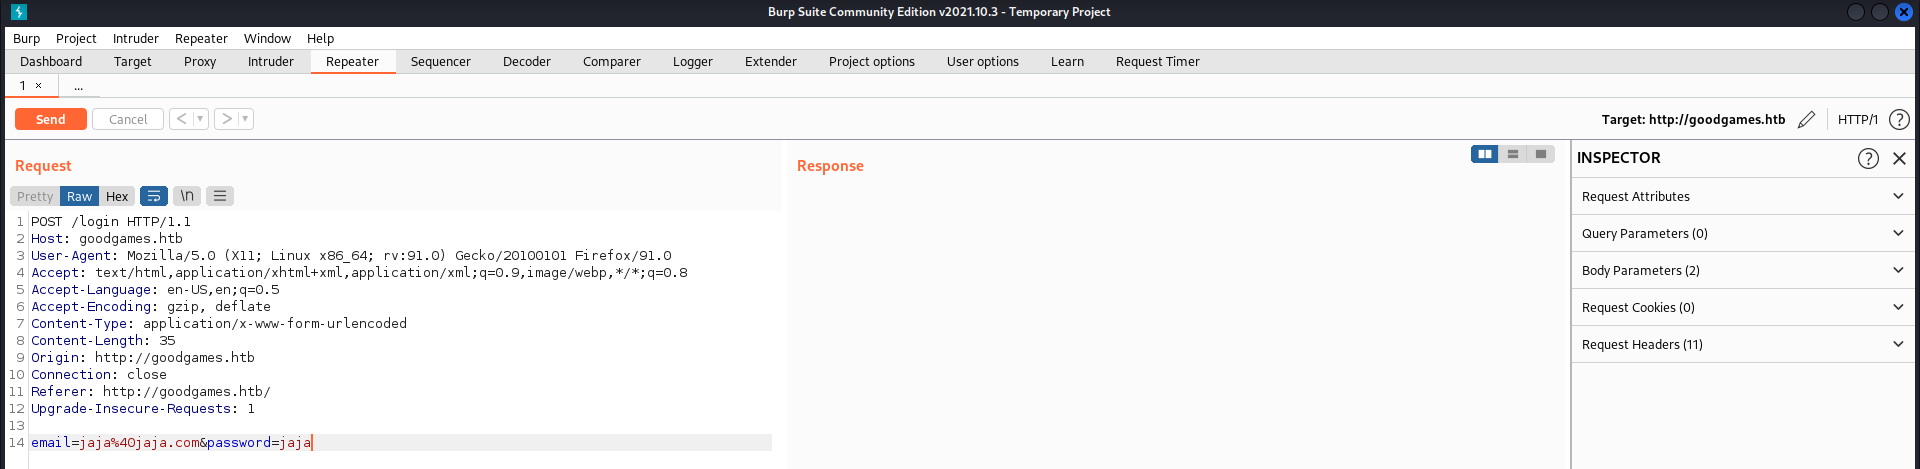 Burp Suite Community Edition v2021.10.3 - Temporary Project
Burp Project Intruder Repeater Window Help
Dashboard Target Proxy Intruder Repeater Sequencer Decoder Comparer Logger Extender Project options User options Learn Request Timer
1 × ...
Send Cancel < > Target: http://goodgames.htb HTTP/1 ?
Request
Pretty Raw Hex \n
1 POST /login HTTP/1.1
2 Host: goodgames.htb
3 User-Agent: Mozilla/5.0 (X11; Linux x86_64; rv:91.0) Gecko/20100101 Firefox/91.0
4 Accept: text/html,application/xhtml+xml,application/xml;q=0.9,image/webp,*/*;q=0.8
5 Accept-Language: en-US,en;q=0.5
6 Accept-Encoding: gzip, deflate
7 Content-Type: application/x-www-form-urlencoded
8 Content-Length: 35
9 Origin: http://goodgames.htb
10 Connection: close
11 Referer: http://goodgames.htb/
12 Upgrade-Insecure-Requests: 1
13
14 email=jaja%40jaja.com&password=jaja
Response
INSPECTOR ?
Request Attributes
Query Parameters (0)
Body Parameters (2)
Request Cookies (0)
Request Headers (11)